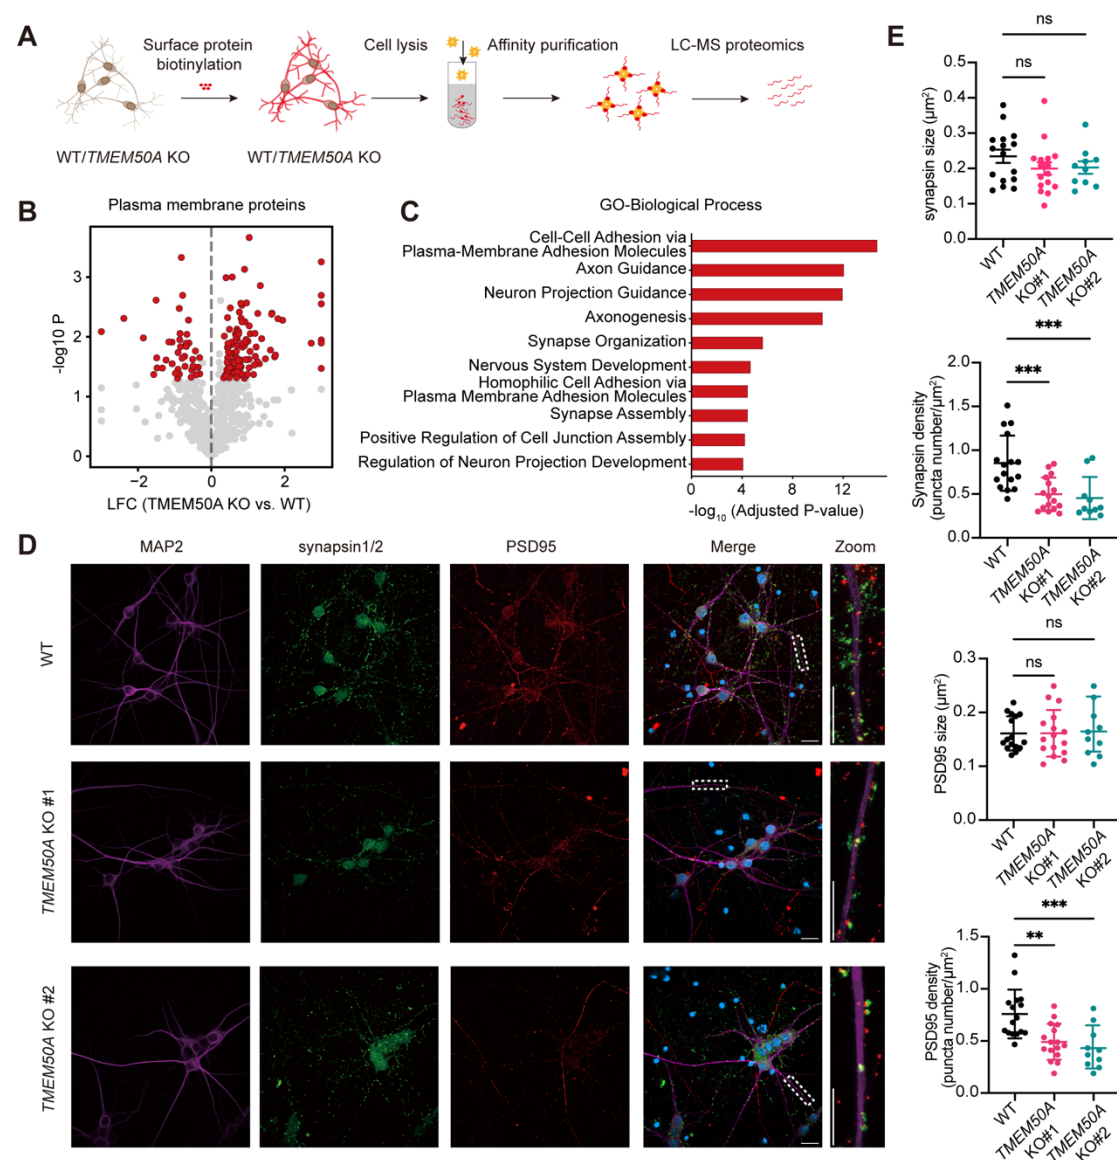 A
Surface protein
biotinylation
Cell lysis
Affinity purification
LC-MS proteomics
WT/TMEM50A KO
WT/TMEM50A KO
B
Plasma membrane proteins
-log10 P
3
2
1
0
−2
0
2
LFC (TMEM50A KO vs. WT)
C
GO-Biological Process
Cell-Cell Adhesion via
Plasma-Membrane Adhesion Molecules
Axon Guidance
Neuron Projection Guidance
Axonogenesis
Synapse Organization
Nervous System Development
Homophilic Cell Adhesion via
Plasma Membrane Adhesion Molecules
Synapse Assembly
Positive Regulation of Cell Junction Assembly
Regulation of Neuron Projection Development
0 4 8 12
-log10 (Adjusted P-value)
D
MAP2
synapsin1/2
PSD95
Merge
Zoom
WT
TMEM50A KO #1
TMEM50A KO #2
E
ns
ns
synapsin size (µm²)
0.5
0.4
0.3
0.2
0.1
0.0
WT
TMEM50A
KO#1
TMEM50A
KO#2
***
***
Synapsin density
(puncta number/µm²)
2.0
1.5
1.0
0.5
0.0
WT
TMEM50A
KO#1
TMEM50A
KO#2
ns
ns
PSD95 size (µm²)
0.3
0.2
0.1
0.0
WT
TMEM50A
KO#1
TMEM50A
KO#2
***
**
PSD95 density
(puncta number/µm²)
1.5
1.0
0.5
0.0
WT
TMEM50A
KO#1
TMEM50A
KO#2